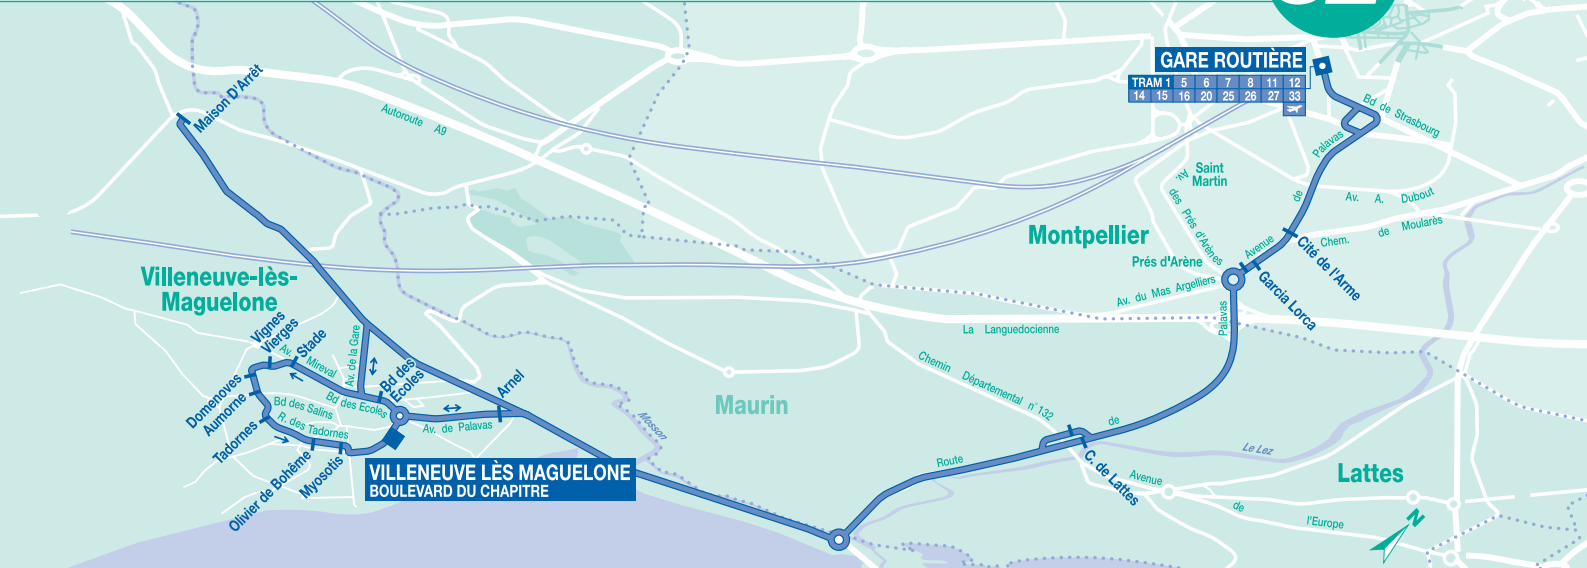 GARE ROUTIÈRE
TRAM 1 5 6 7 8 11 12
14 15 16 20 25 26 27 33
Bd de Strasbourg
Palavas
de
Avenue
Saint
Martin
Av.
des Prés d'Arènes
Av. A. Dubout
Chem. de Moularès
Cité de l'Arme
Garcia Lorca
Montpellier
Prés d'Arène
Av. du Mas Argelliers
Palavas
La Languedocienne
Maison D'Arrêt
Autoroute A9
Villeneuve-lès-
Maguelone
Vignes
Vierges
Stade
Av. Mireval
Av. de la Gare
Bd des
Ecoles
Bd des Ecoles
Arnel
Av. de Palavas
Domenoves
Aumorne
Tadornes
Bd des Salins
R. des Tadornes
Olivier de Bohême
Myosotis
VILLENEUVE LÈS MAGUELONE
BOULEVARD DU CHAPITRE
Mosson
Maurin
Chemin Départemental n°132
Route
de
C. de Lattes
Le Lez
Lattes
Avenue
de
l'Europe
N